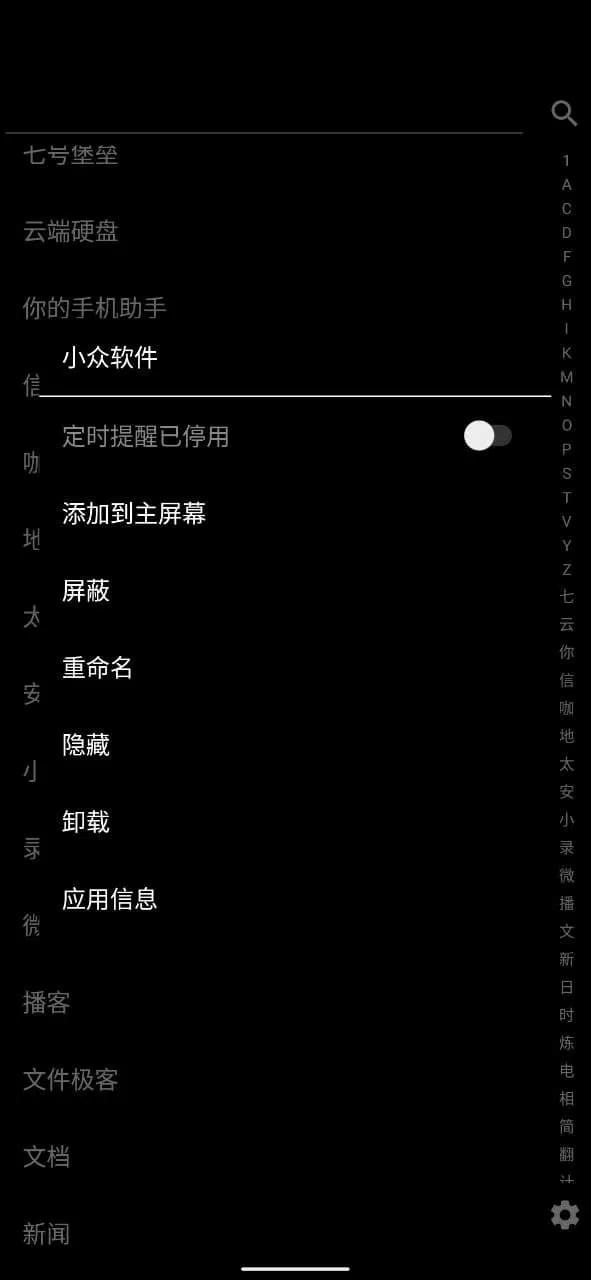 七号堡垒
云端硬盘
你的手机助手
小众软件
信
定时提醒已停用
咖
添加到主屏幕
地
屏蔽
太
重命名
安
隐藏
小
卸载
录
应用信息
微
播客
文件极客
文档
新闻
1
A
C
D
F
G
H
I
K
M
N
O
P
S
T
V
Y
Z
七
云
你
信
咖
地
太
安
小
录
微
播
文
新
日
时
炼
电
相
简
翻
计